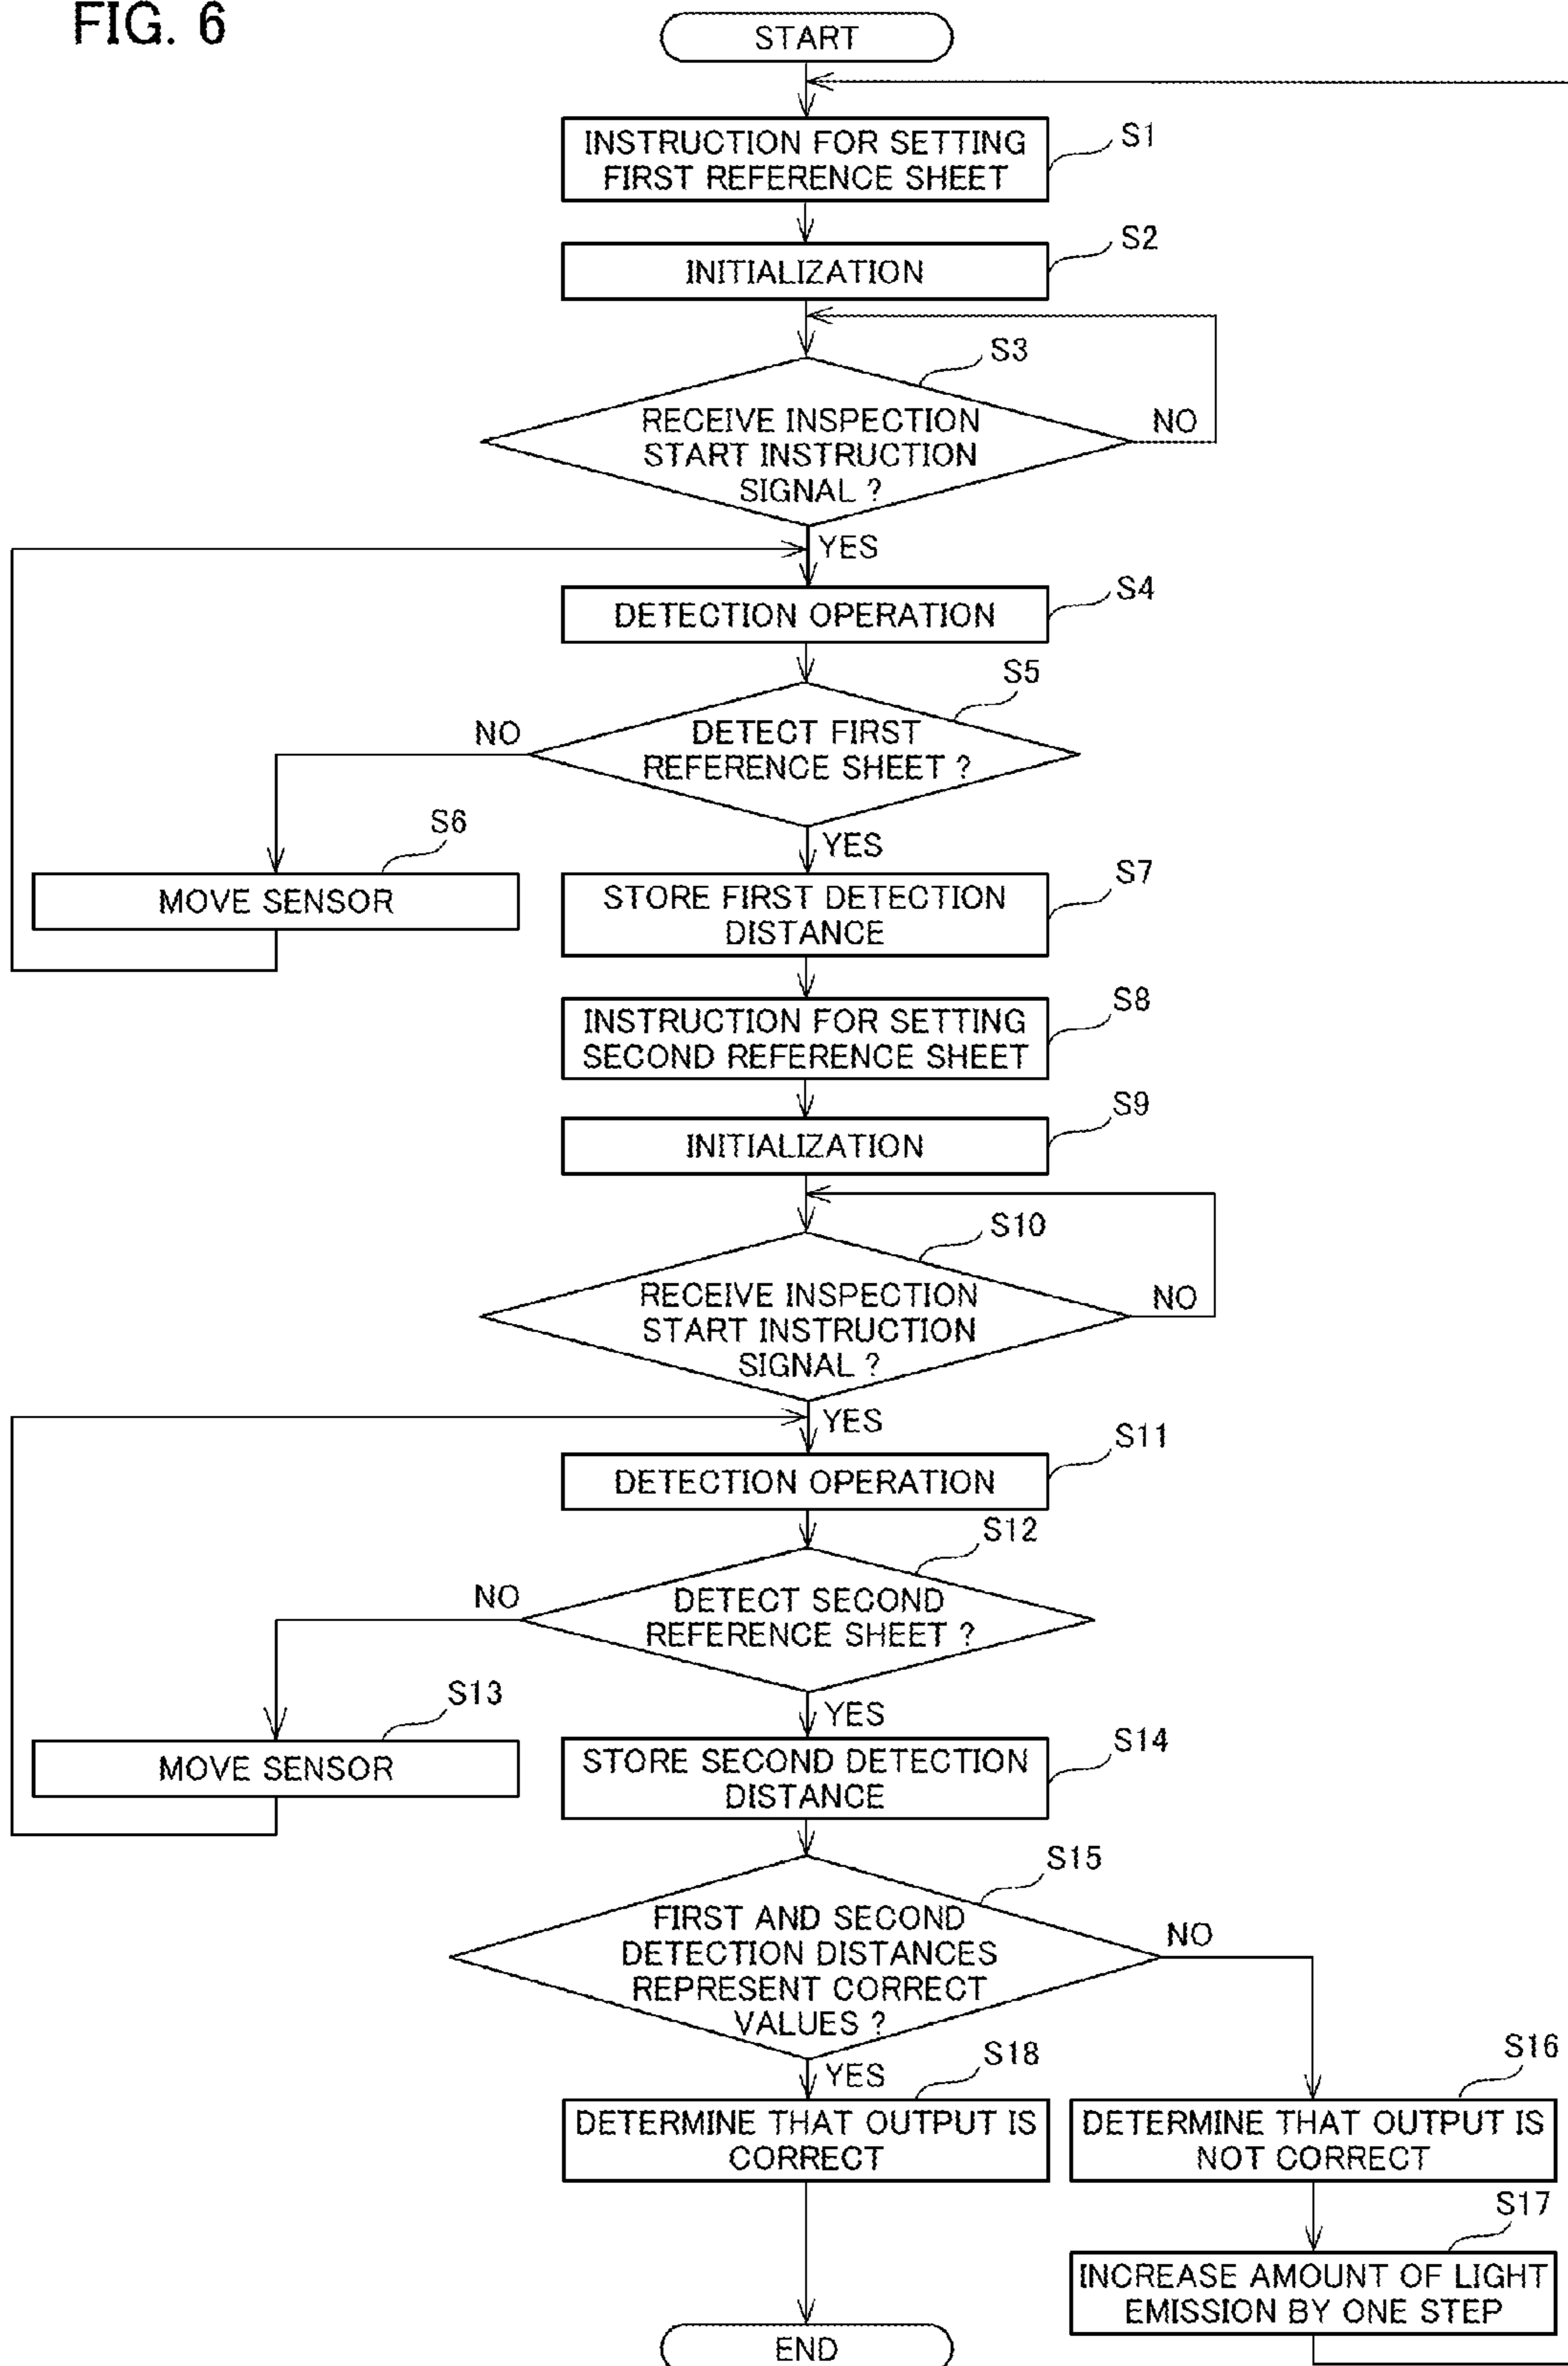 FIG. 6
START
INSTRUCTION FOR SETTING
FIRST REFERENCE SHEET
S1
INITIALIZATION
S2
S3
RECEIVE INSPECTION
START INSTRUCTION
SIGNAL ?
NO
YES
DETECTION OPERATION
S4
S5
DETECT FIRST
REFERENCE SHEET ?
NO
YES
S6
MOVE SENSOR
STORE FIRST DETECTION
DISTANCE
S7
INSTRUCTION FOR SETTING
SECOND REFERENCE SHEET
S8
INITIALIZATION
S9
S10
RECEIVE INSPECTION
START INSTRUCTION
SIGNAL ?
NO
YES
DETECTION OPERATION
S11
S12
DETECT SECOND
REFERENCE SHEET ?
NO
YES
S13
MOVE SENSOR
STORE SECOND DETECTION
DISTANCE
S14
S15
FIRST AND SECOND
DETECTION DISTANCES
REPRESENT CORRECT
VALUES ?
NO
YES
S18
DETERMINE THAT OUTPUT IS
CORRECT
S16
DETERMINE THAT OUTPUT IS
NOT CORRECT
S17
INCREASE AMOUNT OF LIGHT
EMISSION BY ONE STEP
END